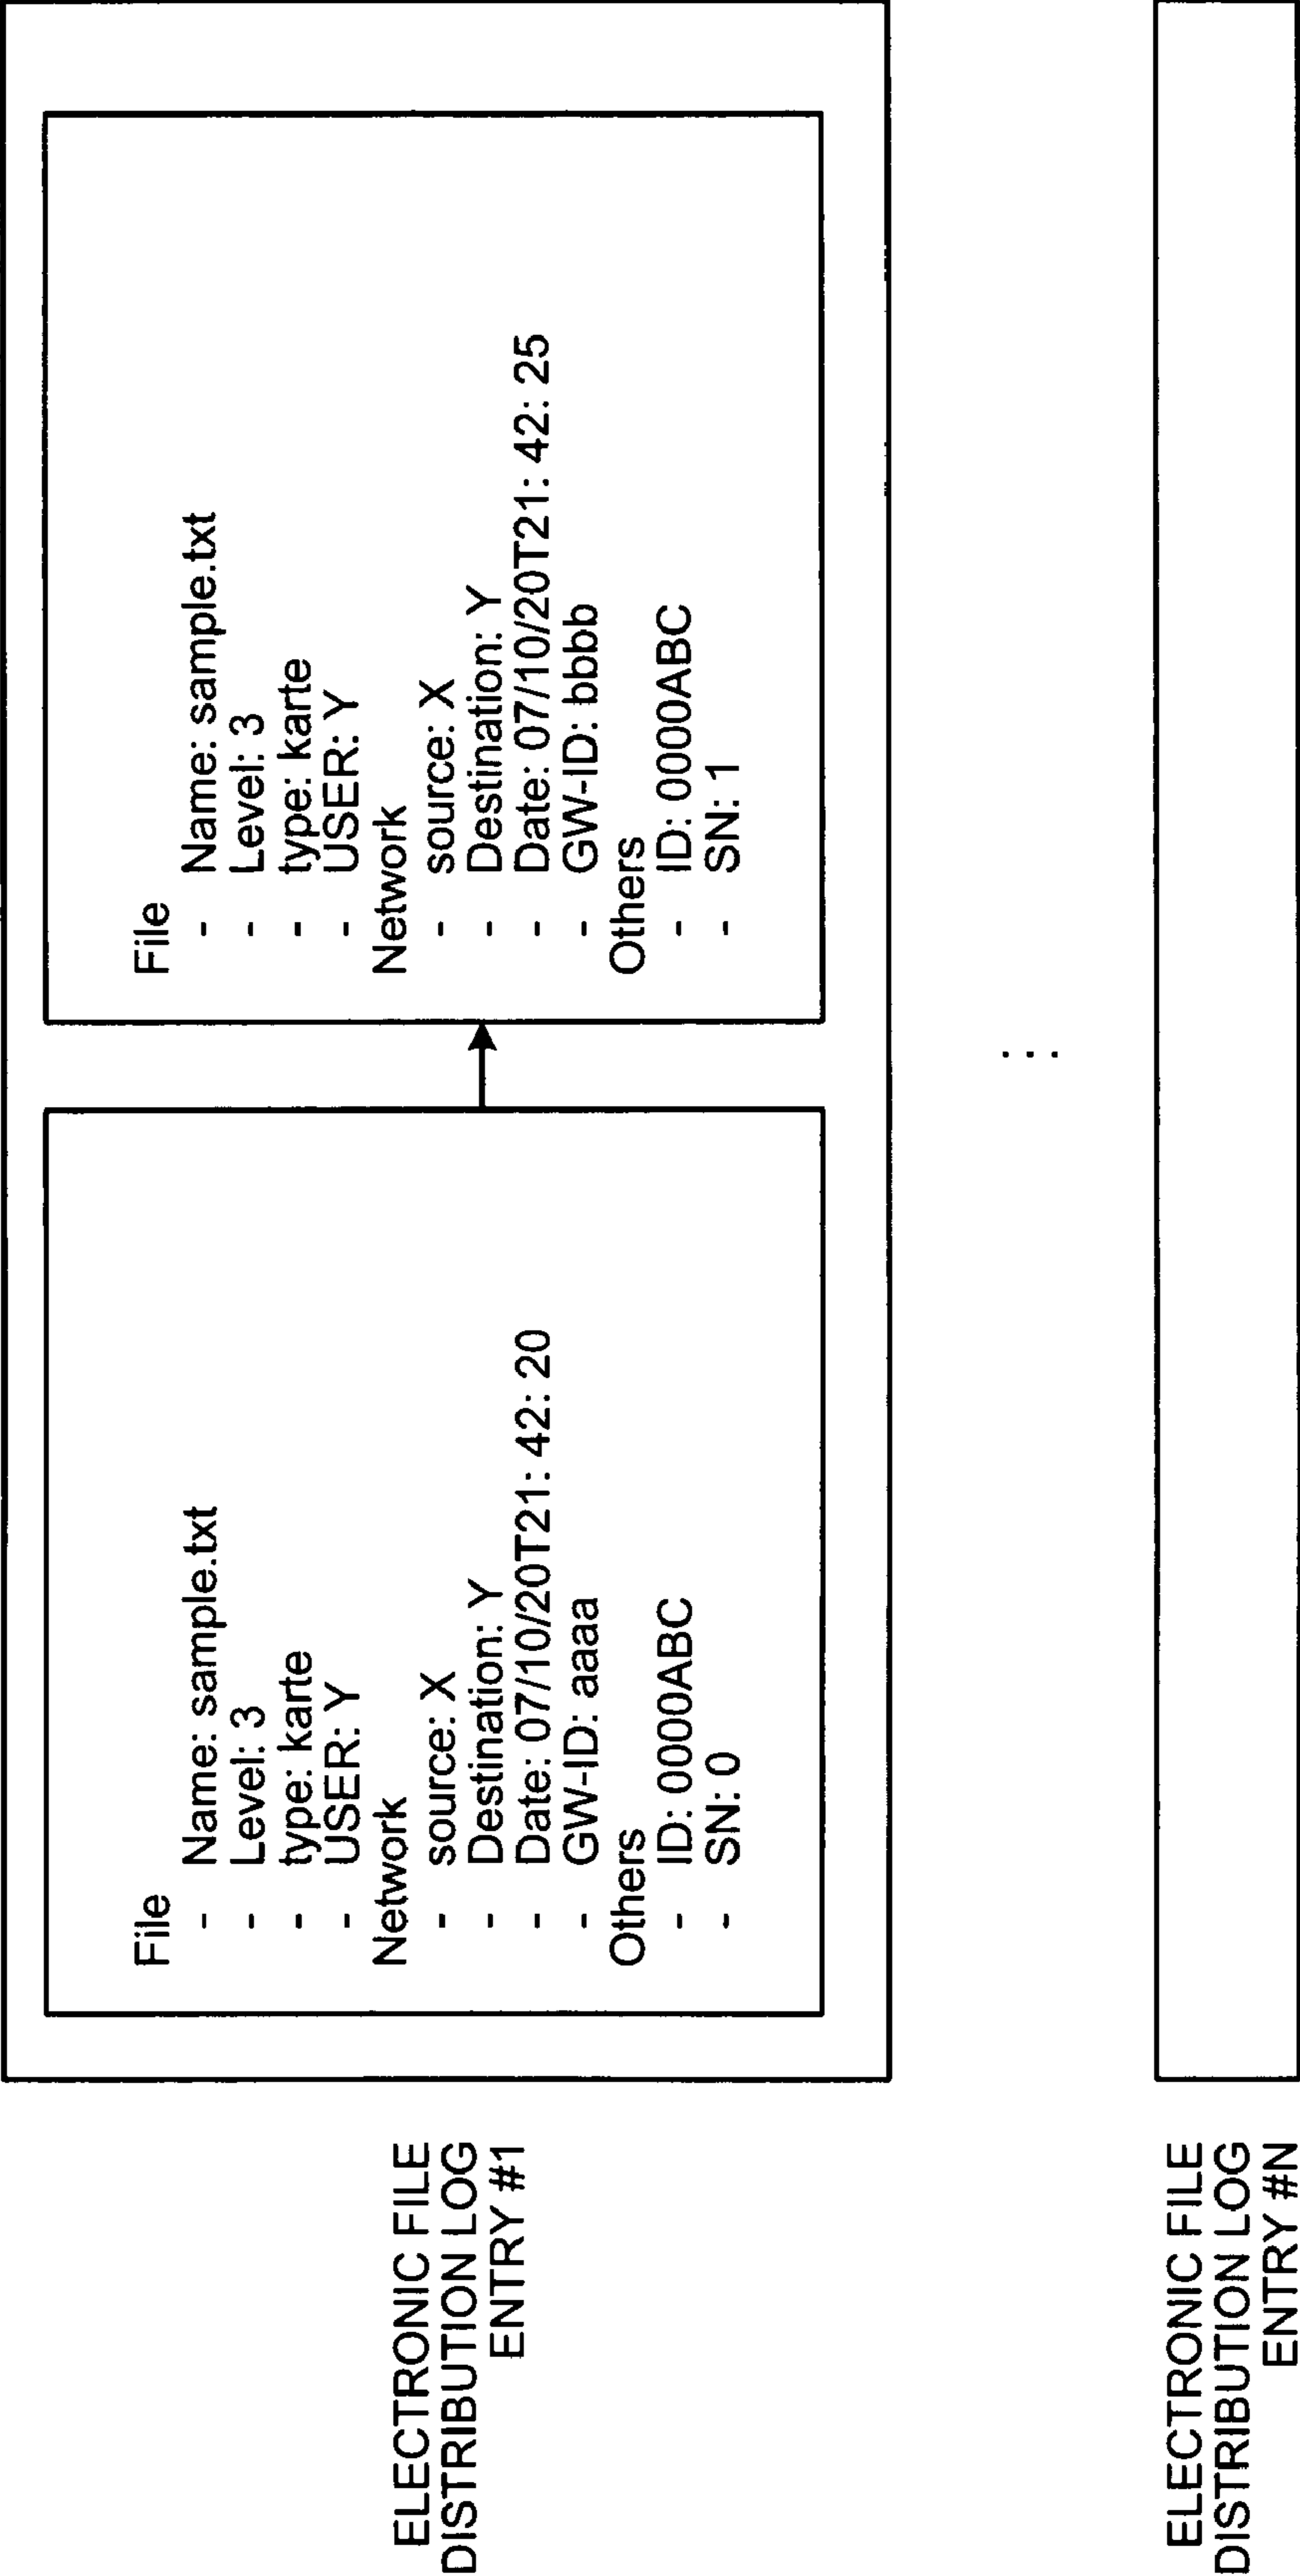 ELECTRONIC FILE
DISTRIBUTION LOG
ENTRY #1
File
- Name: sample.txt
- Level: 3
- type: karte
- USER: Y
Network
- source: X
- Destination: Y
- Date: 07/10/20T21: 42: 20
- GW-ID: aaaa
Others
- ID: 0000ABC
- SN: 0
File
- Name: sample.txt
- Level: 3
- type: karte
- USER: Y
Network
- source: X
- Destination: Y
- Date: 07/10/20T21: 42: 25
- GW-ID: bbbb
Others
- ID: 0000ABC
- SN: 1
...
ELECTRONIC FILE
DISTRIBUTION LOG
ENTRY #N